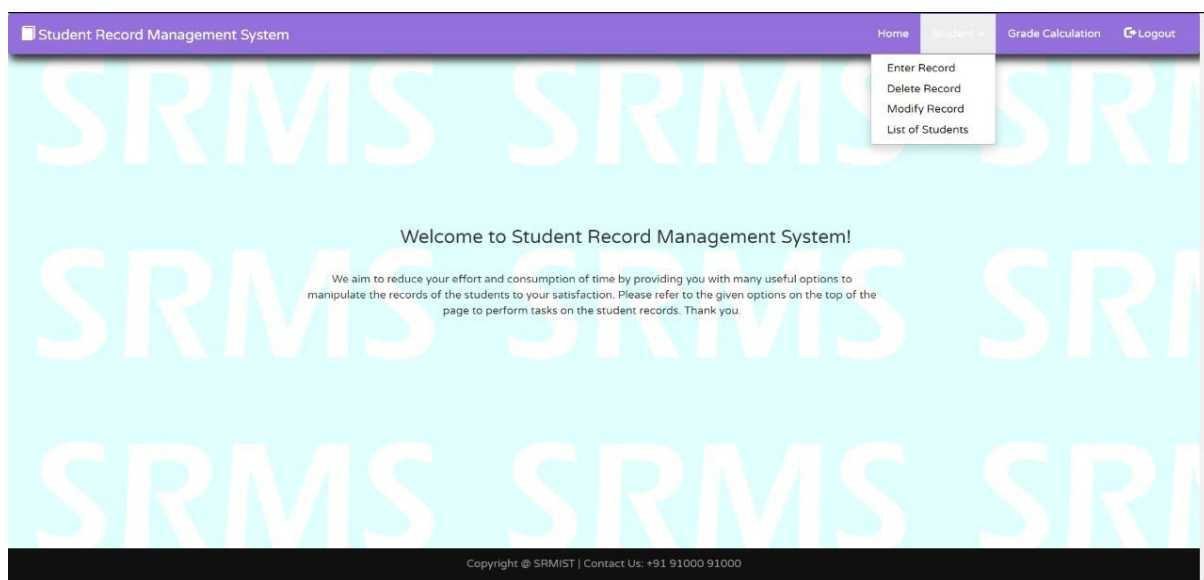 Student Record Management System
Home
Student
Grade Calculation
Logout
Enter Record
Delete Record
Modify Record
List of Students
SRMS SRMS SRM
Welcome to Student Record Management System!
We aim to reduce your effort and consumption of time by providing you with many useful options to
manipulate the records of the students to your satisfaction. Please refer to the given options on the top of the
page to perform tasks on the student records. Thank you.
SRMS SRMS SRM
SRMS SRMS SRM
Copyright @ SRMIST | Contact Us: +91 91000 91000